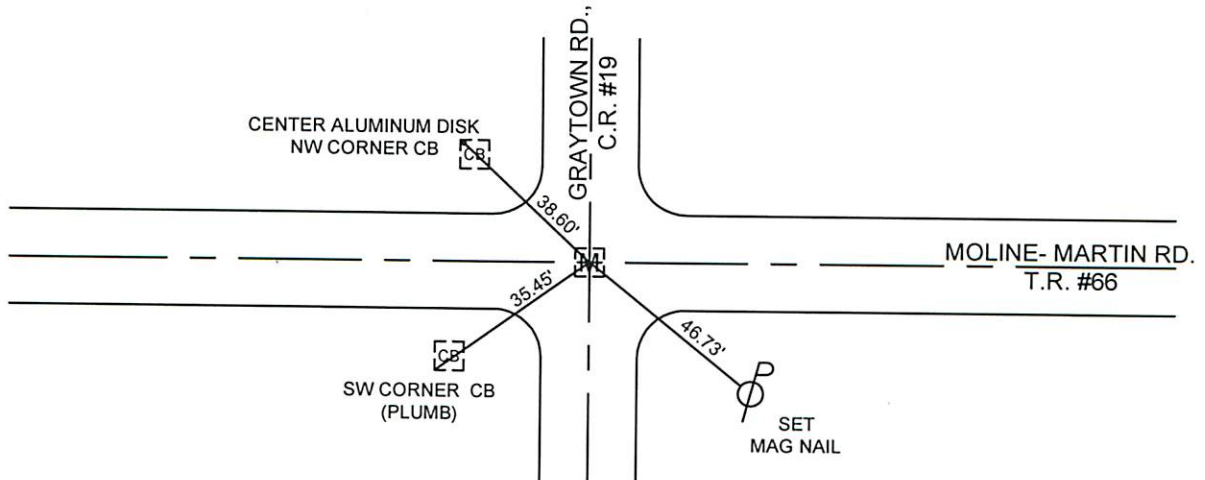 GRAYTOWN RD.,
C.R. #19
CENTER ALUMINUM DISK
NW CORNER CB
CB
38.60'
M
MOLINE- MARTIN RD.
T.R. #66
35.45'
CB
SW CORNER CB
(PLUMB)
46.73'
P
SET
MAG NAIL